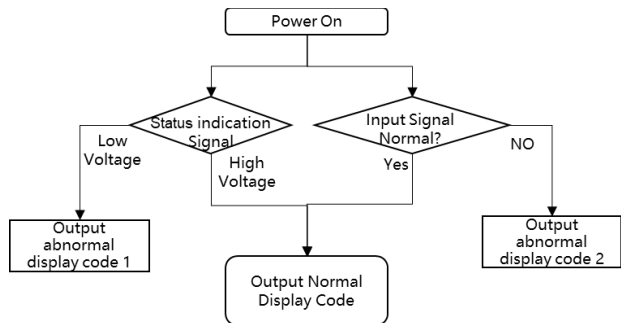 Power On
Status indication
Signal
Input Signal
Normal?
Low
Voltage
High
Voltage
Yes
NO
Output
abnormal
display code 1
Output Normal
Display Code
Output
abnormal
display code 2